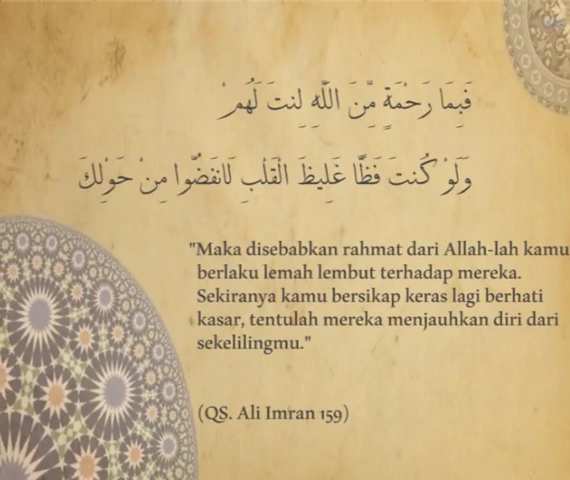 فَبِمَا رَحْمَةٍ مِّنَ اللَّهِ لِنتَ لَهُمْ
وَلَوْ كُنتَ فَظًّا غَلِيظَ الْقَلْبِ لَانفَضُّوا مِنْ حَوْلِكَ
"Maka disebabkan rahmat dari Allah-lah kamu
berlaku lemah lembut terhadap mereka.
Sekiranya kamu bersikap keras lagi berhati
kasar, tentulah mereka menjauhkan diri dari
sekelilingmu."
(QS. Ali Imran 159)